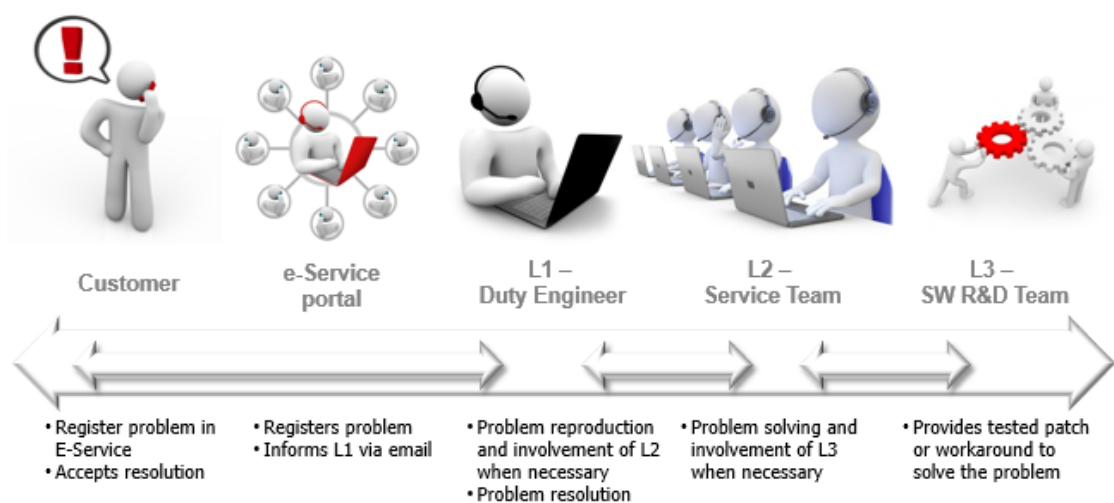 Customer
e-Service
portal
L1 –
Duty Engineer
L2 –
Service Team
L3 –
SW R&D Team
• Register problem in
E-Service
• Accepts resolution
• Registers problem
• Informs L1 via email
• Problem reproduction
and involvement of L2
when necessary
• Problem resolution
• Problem solving and
involvement of L3
when necessary
• Provides tested patch
or workaround to
solve the problem